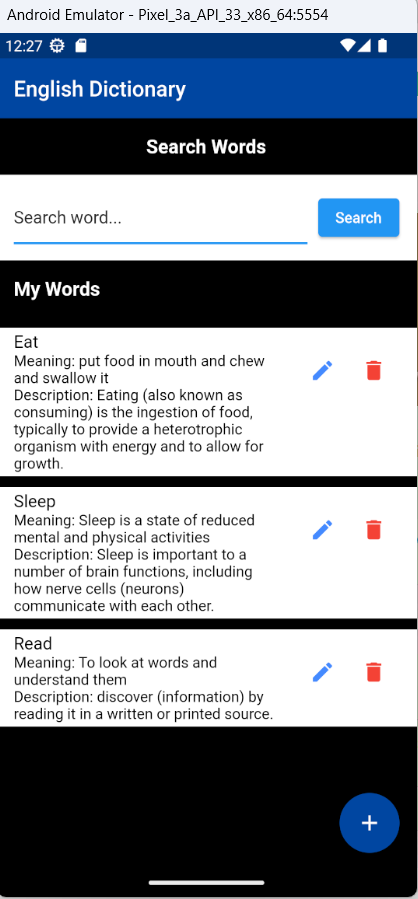 Android Emulator - Pixel_3a_API_33_x86_64:5554
12:27
English Dictionary
Search Words
Search word...
Search
My Words
Eat
Meaning: put food in mouth and chew
and swallow it
Description: Eating (also known as
consuming) is the ingestion of food,
typically to provide a heterotrophic
organism with energy and to allow for
growth.
Sleep
Meaning: Sleep is a state of reduced
mental and physical activities
Description: Sleep is important to a
number of brain functions, including
how nerve cells (neurons)
communicate with each other.
Read
Meaning: To look at words and
understand them
Description: discover (information) by
reading it in a written or printed source.
+